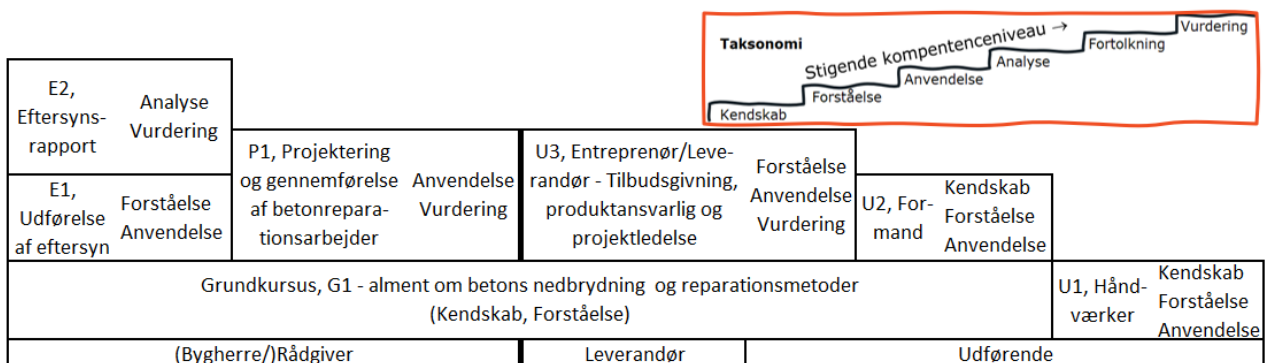 Taksonomi
Stigende kompentenceniveau →
Kendskab
Forståelse
Anvendelse
Analyse
Fortolkning
Vurdering
E2,
Eftersyns-
rapport
Analyse
Vurdering
E1,
Udførelse
af eftersyn
Forståelse
Anvendelse
P1, Projektering
og gennemførelse
af betonrepara-
tionsarbejder
Anvendelse
Vurdering
U3, Entreprenør/Leve-
randør - Tilbudsgivning,
produktansvarlig og
projektledelse
Forståelse
Anvendelse
Vurdering
U2, For-
mand
Kendskab
Forståelse
Anvendelse
Grundkursus, G1 - alment om betons nedbrydning og reparationsmetoder
(Kendskab, Forståelse)
U1, Hånd-
værker
Kendskab
Forståelse
Anvendelse
(Bygherre/)Rådgiver
Leverandør
Udførende